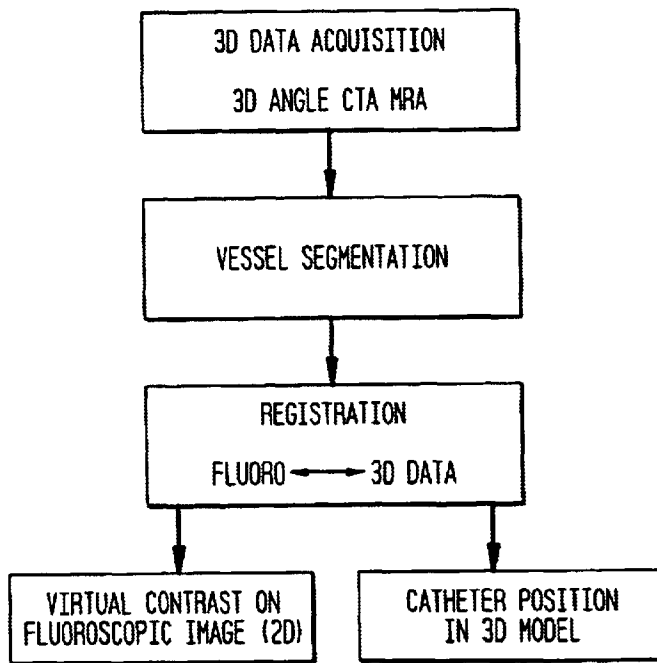 3D DATA ACQUISITION
3D ANGLE CTA MRA
VESSEL SEGMENTATION
REGISTRATION
FLUORO ⟷ 3D DATA
VIRTUAL CONTRAST ON
FLUOROSCOPIC IMAGE (2D)
CATHETER POSITION
IN 3D MODEL